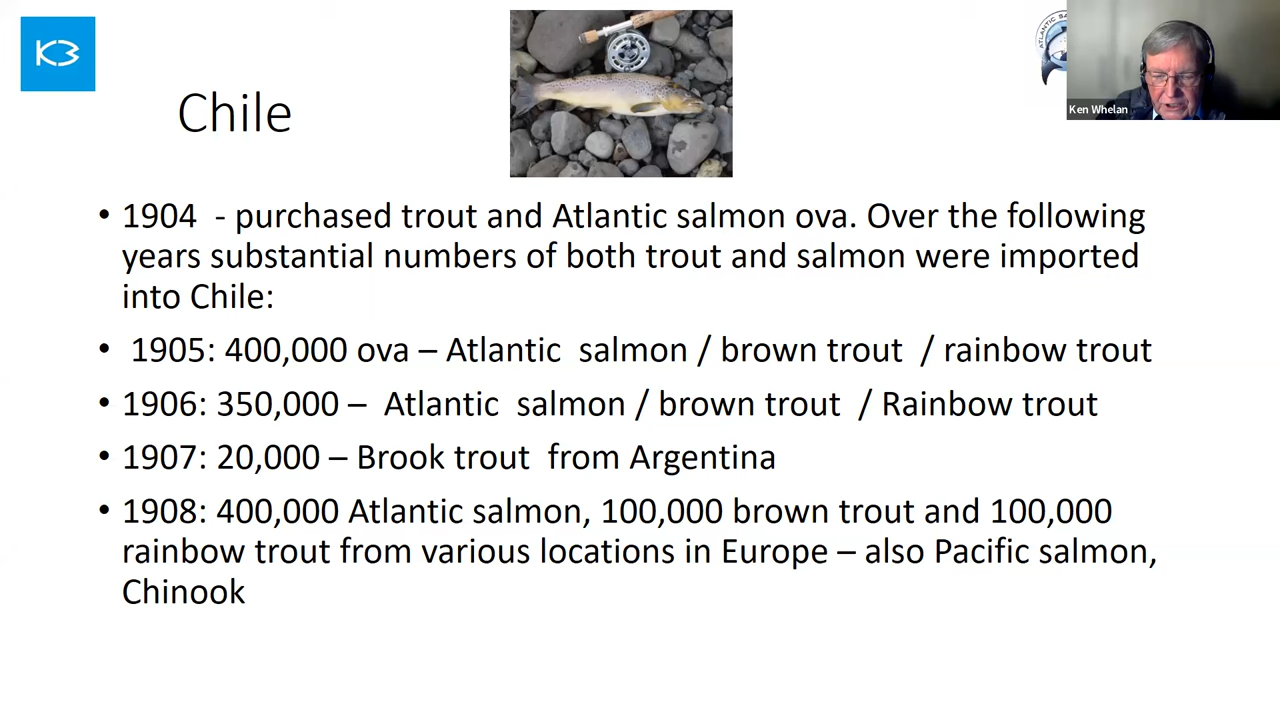 K3
ATLANTIC SA
Ken Whelan
Chile
• 1904 - purchased trout and Atlantic salmon ova. Over the following
years substantial numbers of both trout and salmon were imported
into Chile:
• 1905: 400,000 ova – Atlantic salmon / brown trout / rainbow trout
• 1906: 350,000 – Atlantic salmon / brown trout / Rainbow trout
• 1907: 20,000 – Brook trout from Argentina
• 1908: 400,000 Atlantic salmon, 100,000 brown trout and 100,000
rainbow trout from various locations in Europe – also Pacific salmon,
Chinook